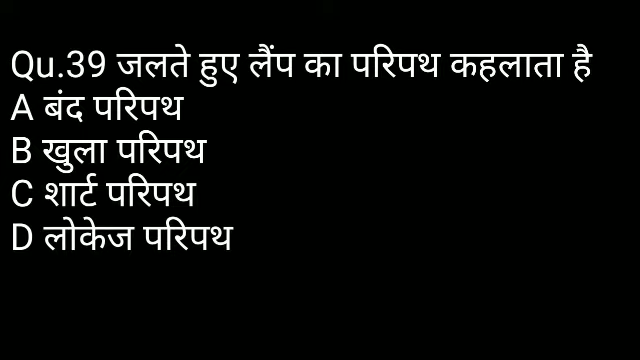 Qu.39 जलते हुए लैंप का परिपथ कहलाता है
A बंद परिपथ
B खुला परिपथ
C शार्ट परिपथ
D लोकेज परिपथ